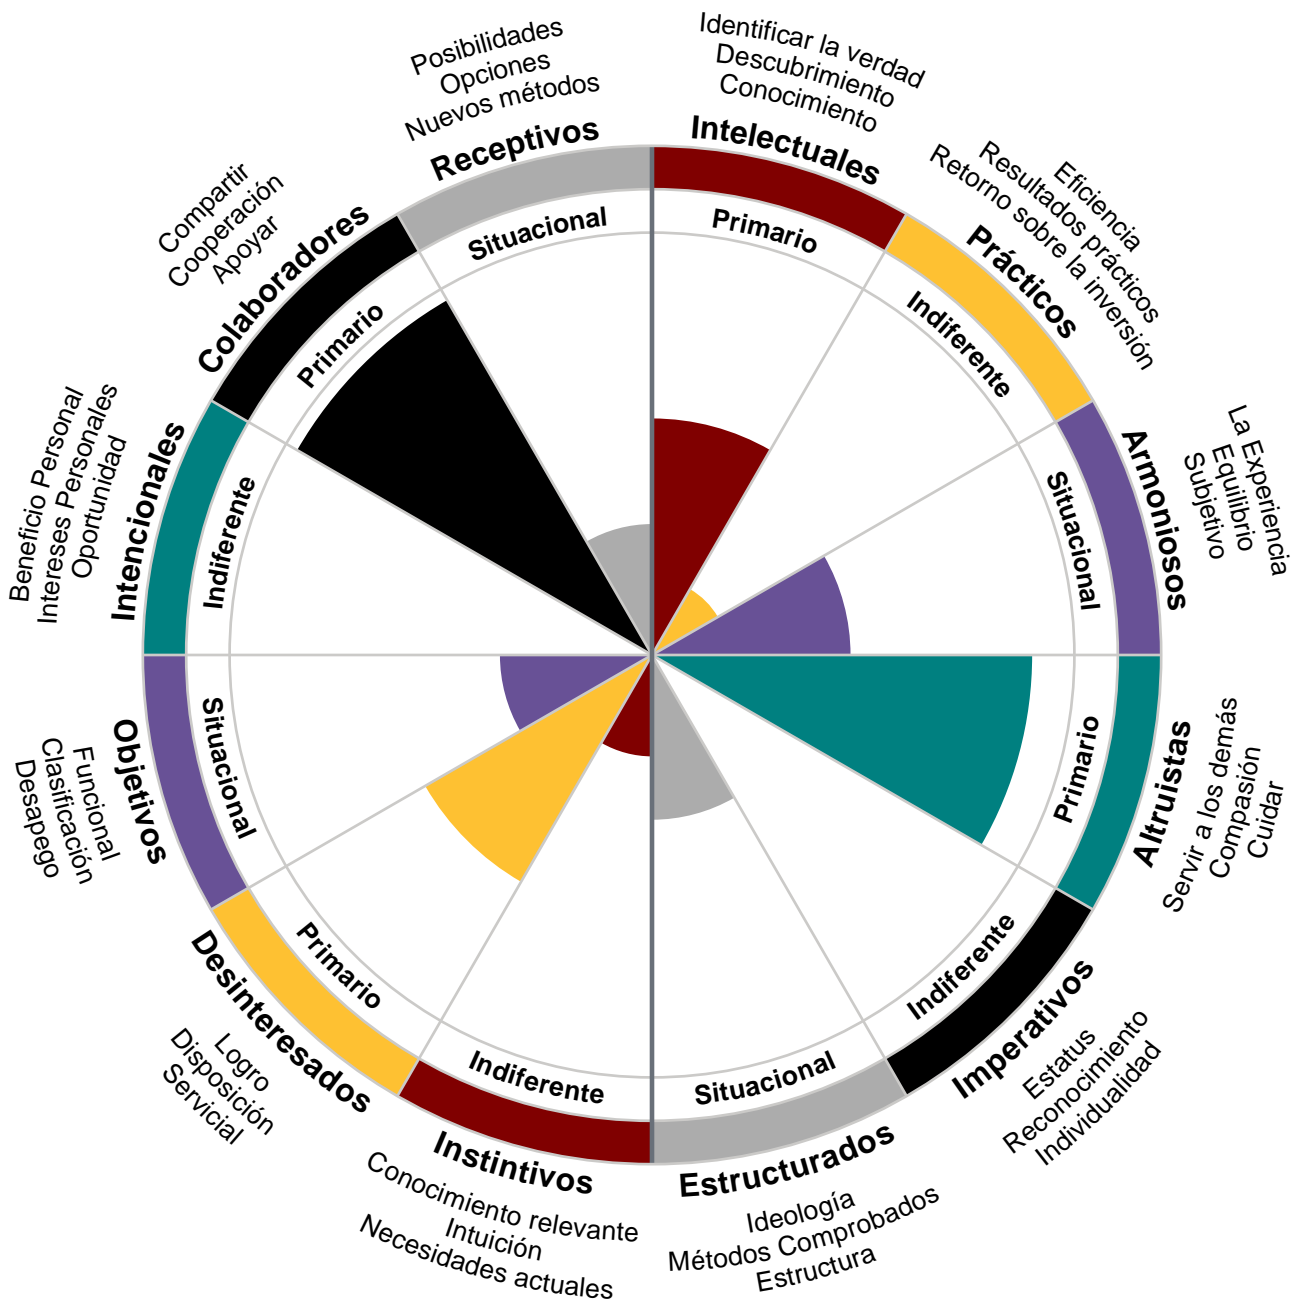 Identificar la verdad
Descubrimiento
Conocimiento
Intelectuales
Primario
Eficiencia
Resultados prácticos
Retorno sobre la inversión
Prácticos
Indiferente
La Experiencia
Equilibrio
Subjetivo
Armoniosos
Situacional
Servir a los demás
Compasión
Cuidar
Altruistas
Primario
Estatus
Reconocimiento
Individualidad
Imperativos
Indiferente
Ideología
Métodos Comprobados
Estructura
Estructurados
Situacional
Conocimiento relevante
Intuición
Necesidades actuales
Instintivos
Indiferente
Logro
Disposición
Servicial
Desinteresados
Primario
Funcional
Clasificación
Desapego
Objetivos
Situacional
Beneficio Personal
Intereses Personales
Oportunidad
Intencionales
Indiferente
Compartir
Cooperación
Apoyar
Colaboradores
Primario
Posibilidades
Opciones
Nuevos métodos
Receptivos
Situacional